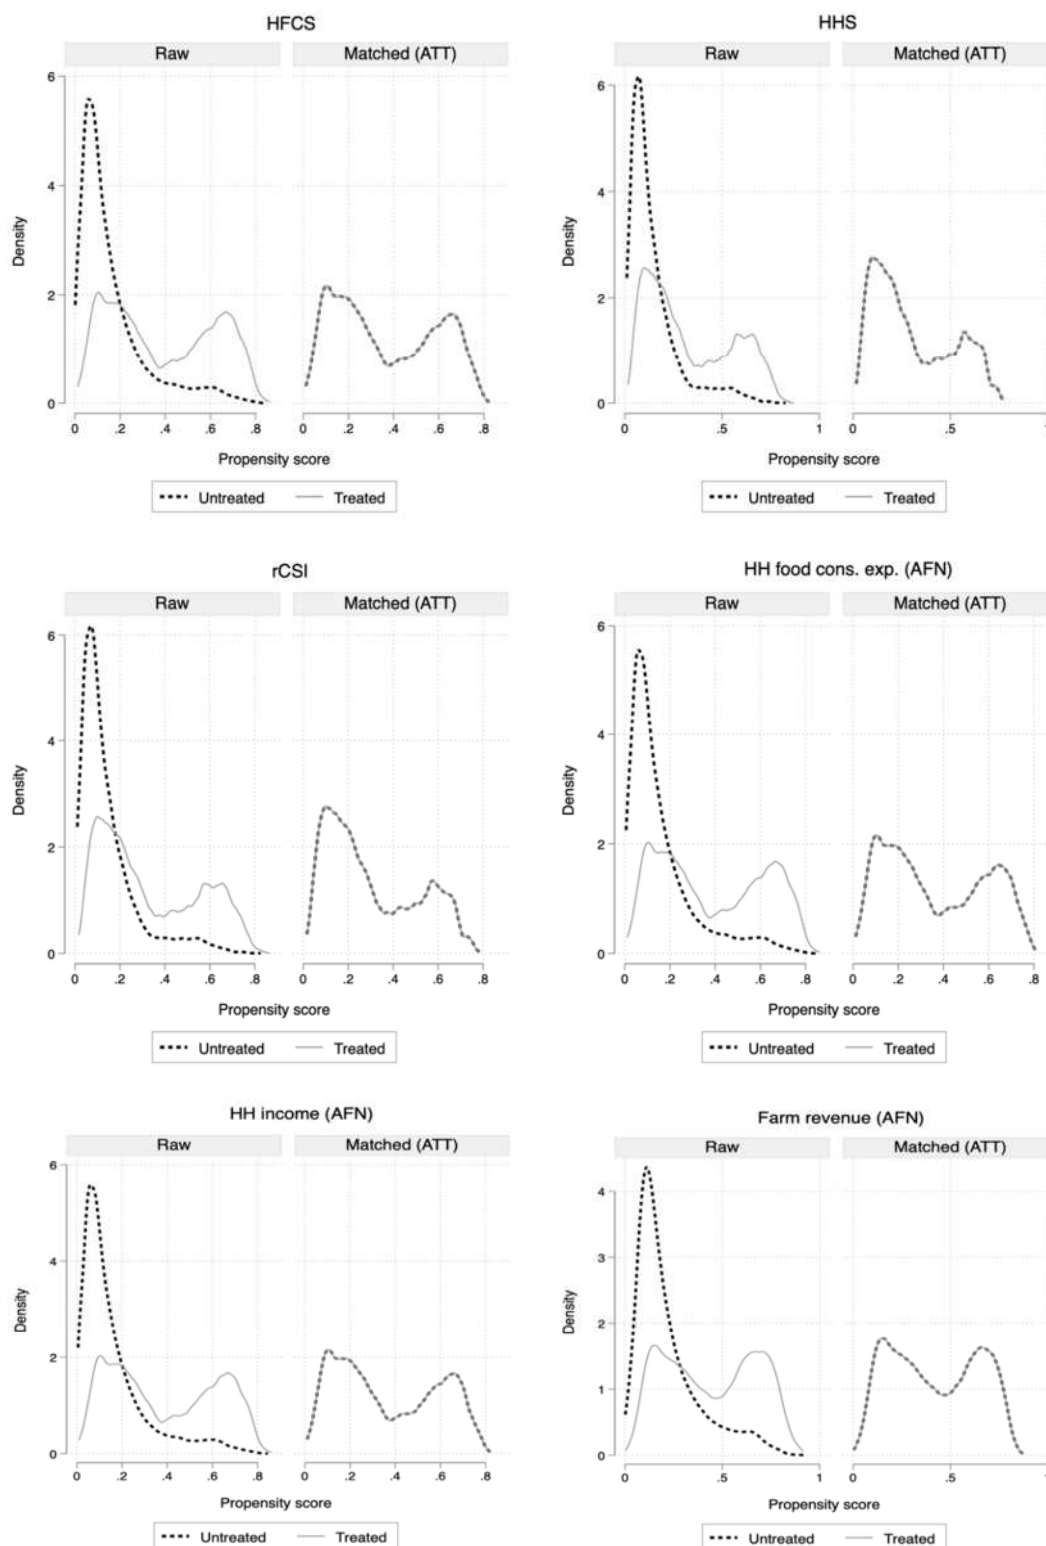 HFCS
Raw
Matched (ATT)
6
4
2
0
Density
0 .2 .4 .6 .8
0 .2 .4 .6 .8
Propensity score
Untreated Treated
HHS
Raw
Matched (ATT)
6
4
2
0
Density
0 .5 1
0 .5 1
Propensity score
Untreated Treated
rCSI
Raw
Matched (ATT)
6
4
2
0
Density
0 .2 .4 .6 .8
0 .2 .4 .6 .8
Propensity score
Untreated Treated
HH food cons. exp. (AFN)
Raw
Matched (ATT)
6
4
2
0
Density
0 .2 .4 .6 .8
0 .2 .4 .6 .8
Propensity score
Untreated Treated
HH income (AFN)
Raw
Matched (ATT)
6
4
2
0
Density
0 .2 .4 .6 .8
0 .2 .4 .6 .8
Propensity score
Untreated Treated
Farm revenue (AFN)
Raw
Matched (ATT)
4
3
2
1
0
Density
0 .5 1
0 .5 1
Propensity score
Untreated Treated